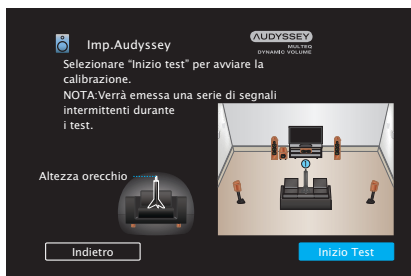 Imp.Audyssey
AUDYSSEY
MULTEQ
DYNAMIC VOLUME
Selezionare “Inizio test” per avviare la
calibrazione.
NOTA:Verrà emessa una serie di segnali
intermittenti durante
i test.
Altezza orecchio
Indietro
Inizio Test